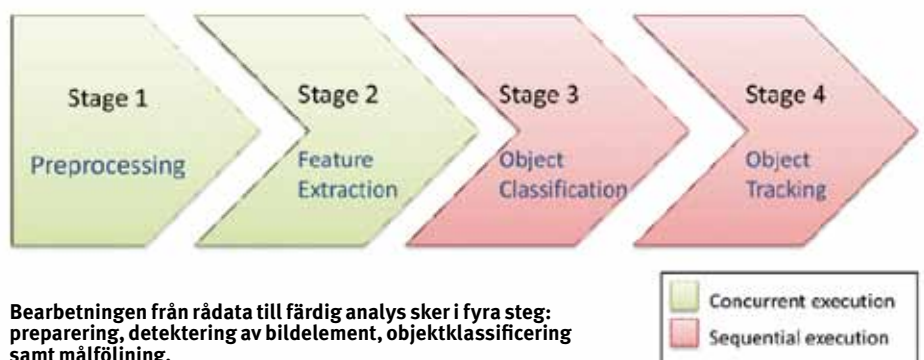 Stage 1
Preprocessing
Stage 2
Feature
Extraction
Stage 3
Object
Classification
Stage 4
Object
Tracking
Bearbetningen från rådata till färdig analys sker i fyra steg:
preparering, detektering av bildelement, objektklassificering
samt målföljning.
Concurrent execution
Sequential execution